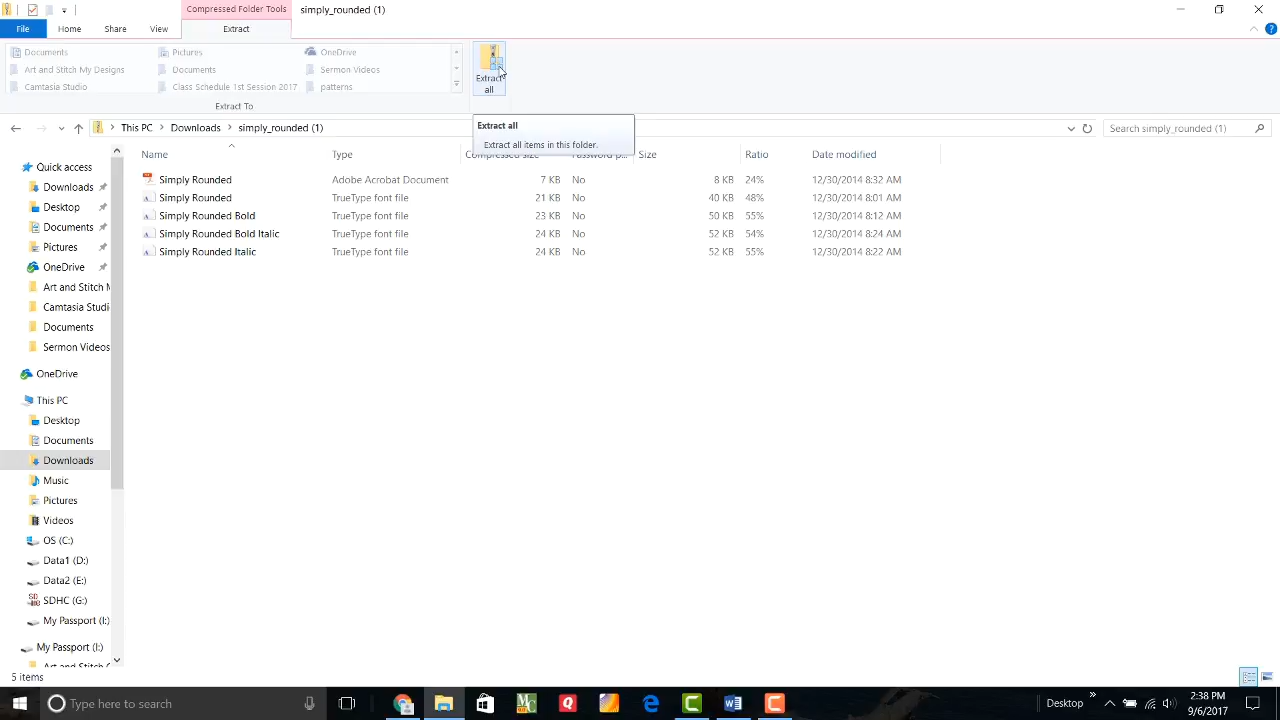 Compressed Folder Tools
simply_rounded (1)
File Home Share View Extract
Documents Pictures OneDrive
Art and Stitch My Designs Documents Sermon Videos
Camtasia Studio Class Schedule 1st Session 2017 patterns
Extract To
Extract
all
This PC > Downloads > simply_rounded (1)
Search simply_rounded (1)
Extract all
Extract all items in this folder.
Name Type Compressed size Password p... Size Ratio Date modified
Simply Rounded Adobe Acrobat Document 7 KB No 8 KB 24% 12/30/2014 8:32 AM
Simply Rounded TrueType font file 21 KB No 40 KB 48% 12/30/2014 8:01 AM
Simply Rounded Bold TrueType font file 23 KB No 50 KB 55% 12/30/2014 8:12 AM
Simply Rounded Bold Italic TrueType font file 24 KB No 52 KB 54% 12/30/2014 8:24 AM
Simply Rounded Italic TrueType font file 24 KB No 52 KB 55% 12/30/2014 8:22 AM
Quick access
Downloads
Desktop
Documents
Pictures
OneDrive
Art and Stitch M
Camtasia Studio
Documents
Sermon Videos
OneDrive
This PC
Desktop
Documents
Downloads
Music
Pictures
Videos
OS (C:)
Data1 (D:)
Data2 (E:)
SDHC (G:)
My Passport (I:)
My Passport (I:)
Art and Stitch
5 items
Type here to search
Desktop
2:38 PM
9/6/2017